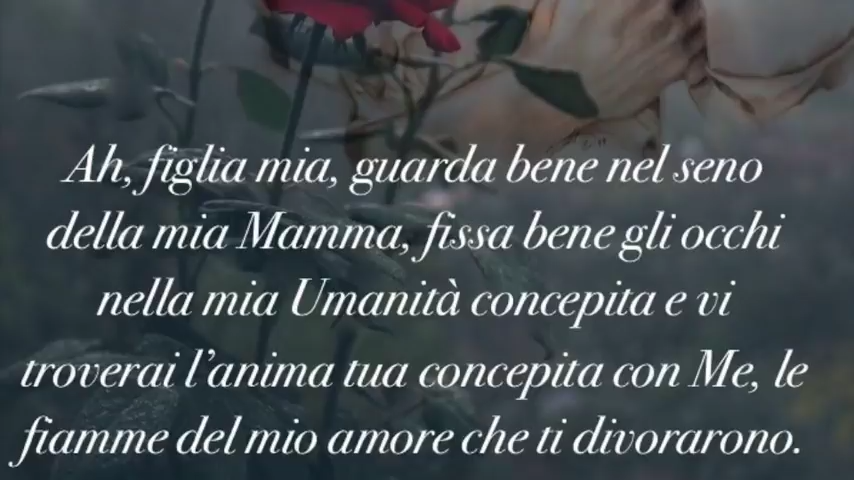 Ah, figlia mia, guarda bene nel seno
della mia Mamma, fissa bene gli occhi
nella mia Umanità concepita e vi
troverai l’anima tua concepita con Me, le
fiamme del mio amore che ti divorarono.